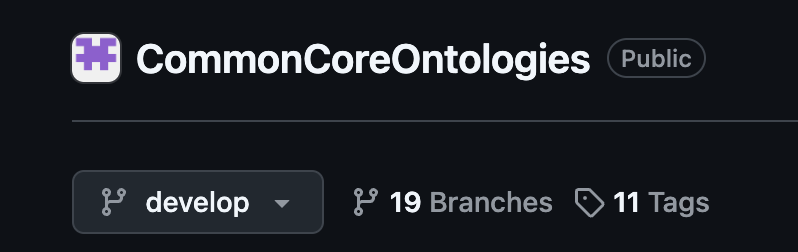 CommonCoreOntologies Public
develop 19 Branches 11 Tags